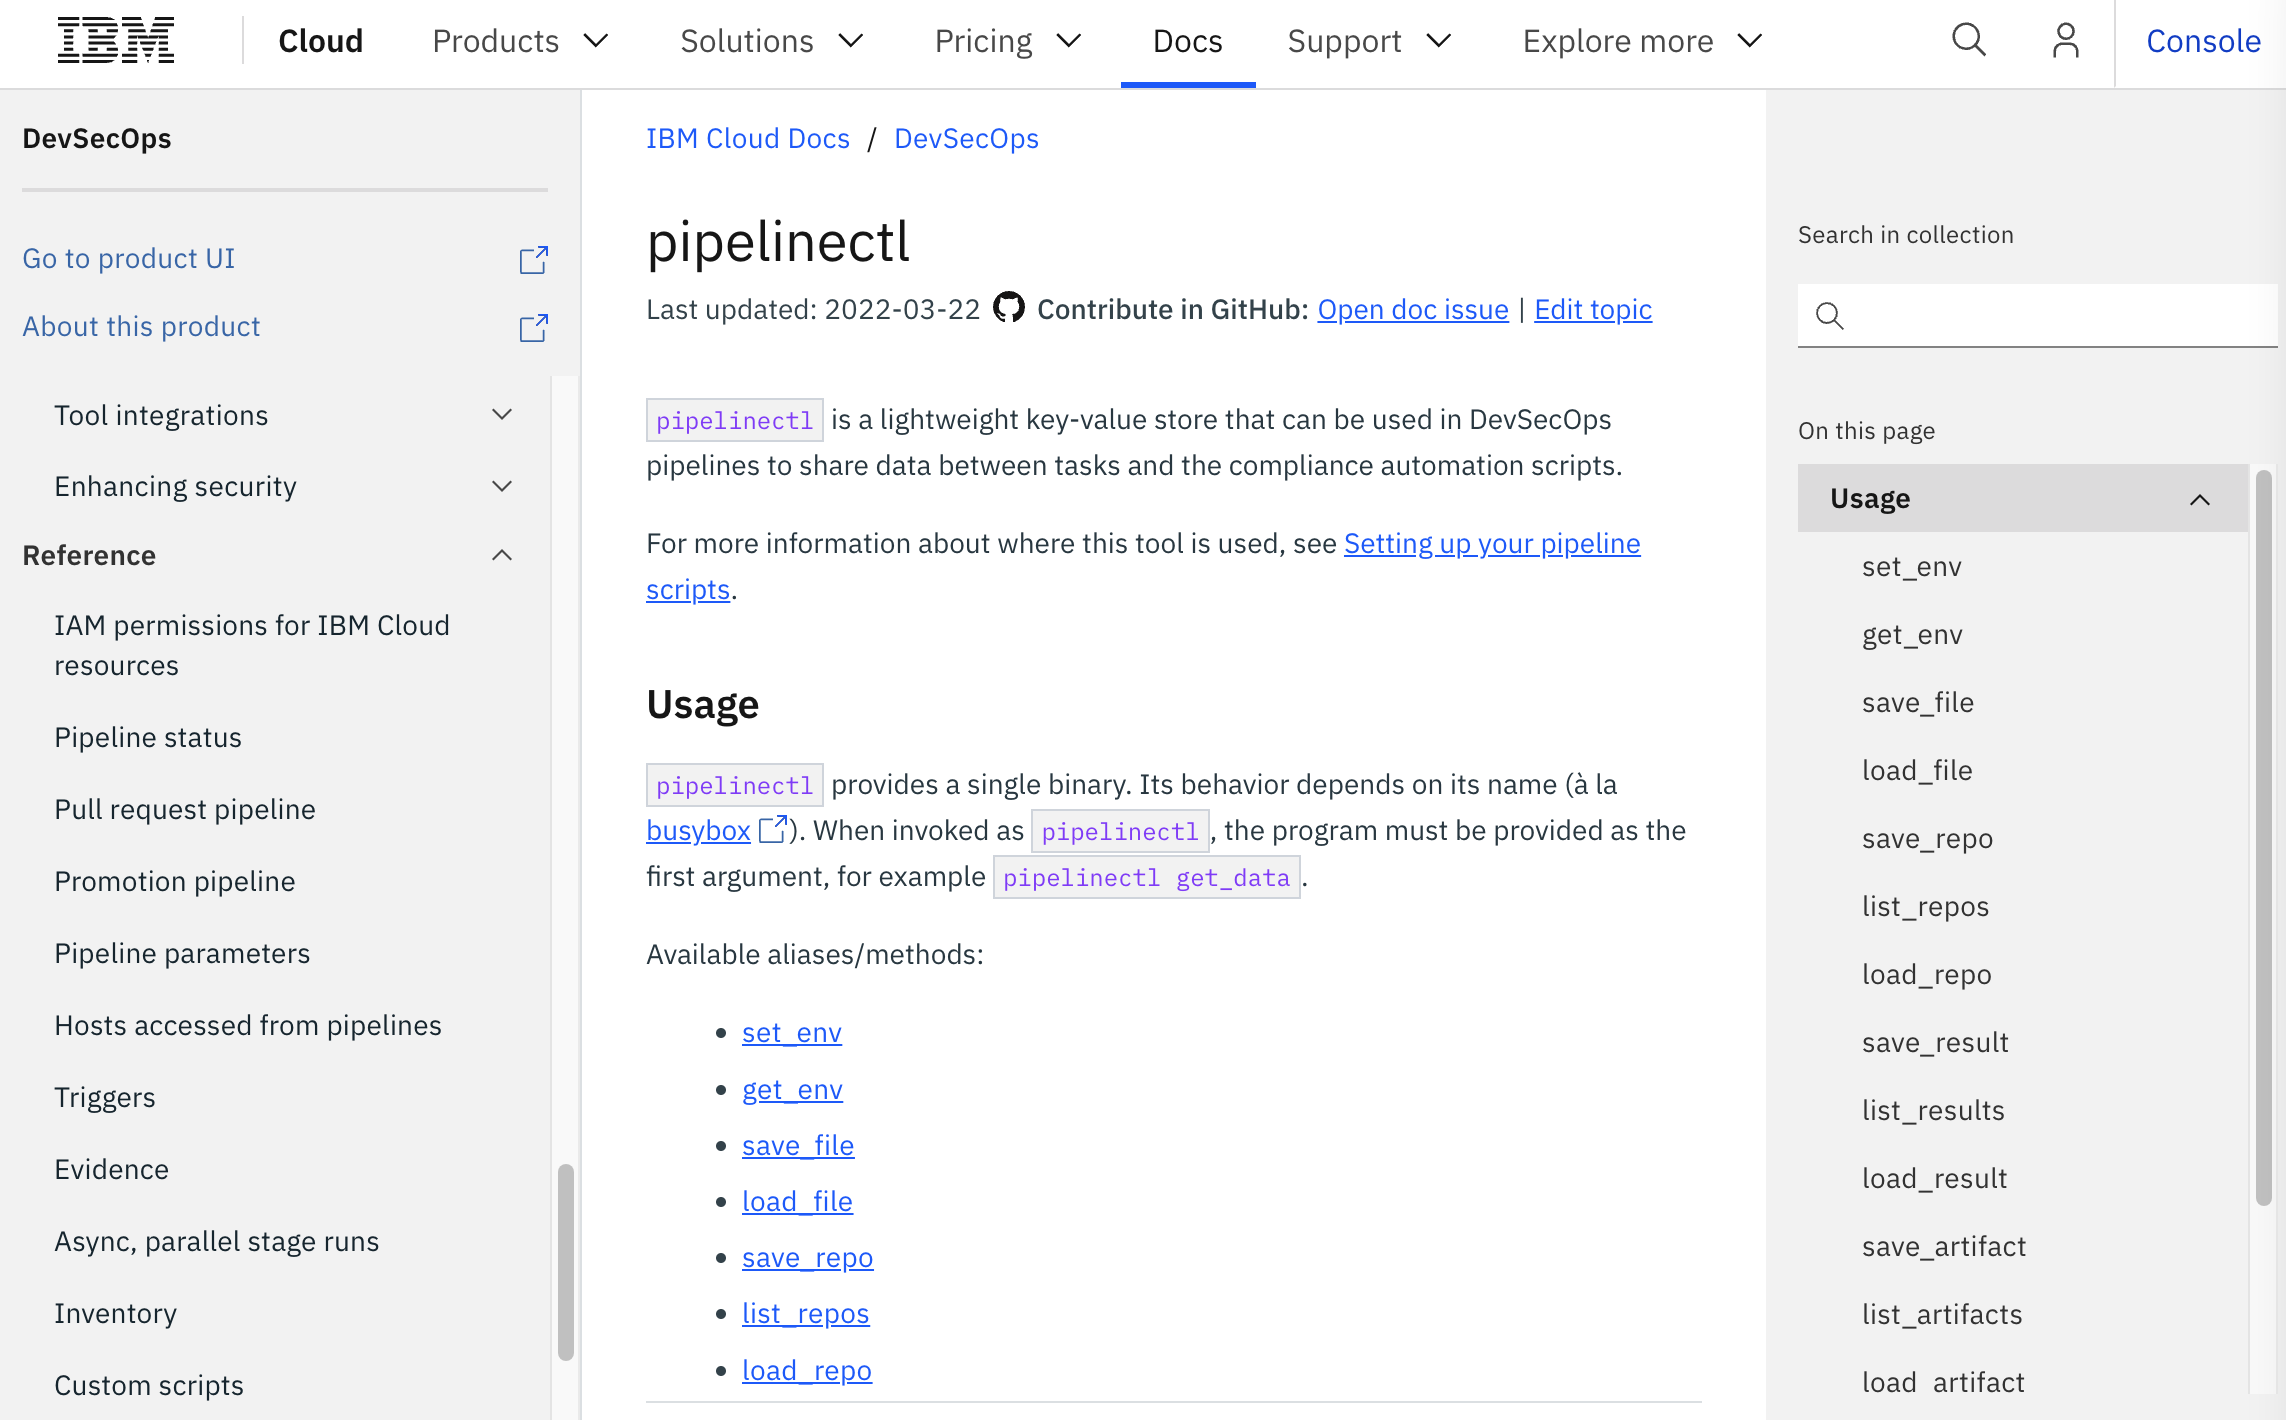 IBM Cloud Products Solutions Pricing Docs Support Explore more Console
DevSecOps
Go to product UI
About this product
Tool integrations
Enhancing security
Reference
IAM permissions for IBM Cloud
resources
Pipeline status
Pull request pipeline
Promotion pipeline
Pipeline parameters
Hosts accessed from pipelines
Triggers
Evidence
Async, parallel stage runs
Inventory
Custom scripts
IBM Cloud Docs / DevSecOps
pipelinectl
Last updated: 2022-03-22 Contribute in GitHub: Open doc issue | Edit topic
pipelinectl is a lightweight key-value store that can be used in DevSecOps
pipelines to share data between tasks and the compliance automation scripts.
For more information about where this tool is used, see Setting up your pipeline
scripts.
Usage
pipelinectl provides a single binary. Its behavior depends on its name (à la
busybox). When invoked as pipelinectl, the program must be provided as the
first argument, for example pipelinectl get_data.
Available aliases/methods:
• set_env
• get_env
• save_file
• load_file
• save_repo
• list_repos
• load_repo
Search in collection
On this page
Usage
set_env
get_env
save_file
load_file
save_repo
list_repos
load_repo
save_result
list_results
load_result
save_artifact
list_artifacts
load_artifact